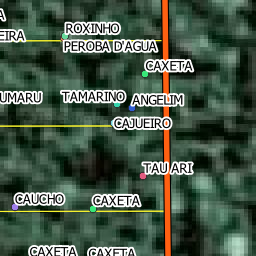 A
EIRA
ROXINHO
PEROBA D'AGUA
CAXETA
UMARU
TAMARINO
ANGELIM
CAJUEIRO
TAU ARI
CAUCHO
CAXETA
CAXETA
CAXETA